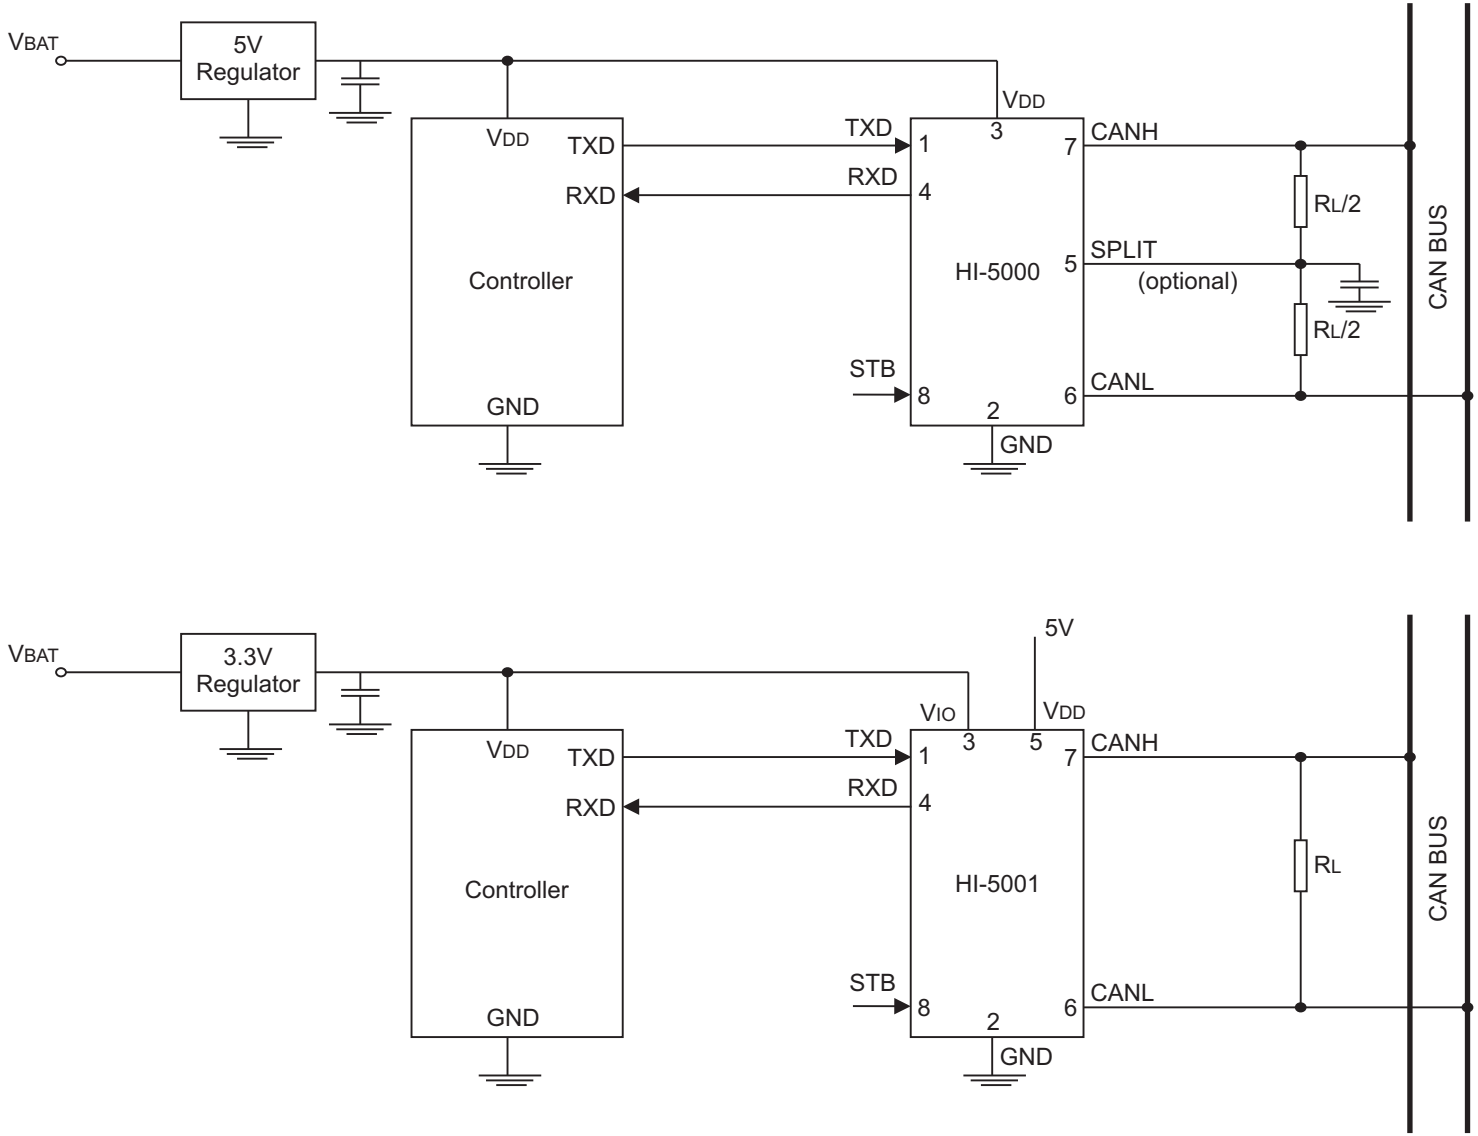 VBAT
5V
Regulator
VDD
TXD
RXD
Controller
GND
TXD
RXD
STB
VDD
3
1
4
8
2
7
5
6
HI-5000
GND
CANH
SPLIT
(optional)
CANL
RL/2
RL/2
CAN BUS
VBAT
3.3V
Regulator
VDD
TXD
RXD
Controller
GND
TXD
RXD
STB
5V
VIO
VDD
3
5
1
4
8
2
7
6
HI-5001
GND
CANH
CANL
RL
CAN BUS